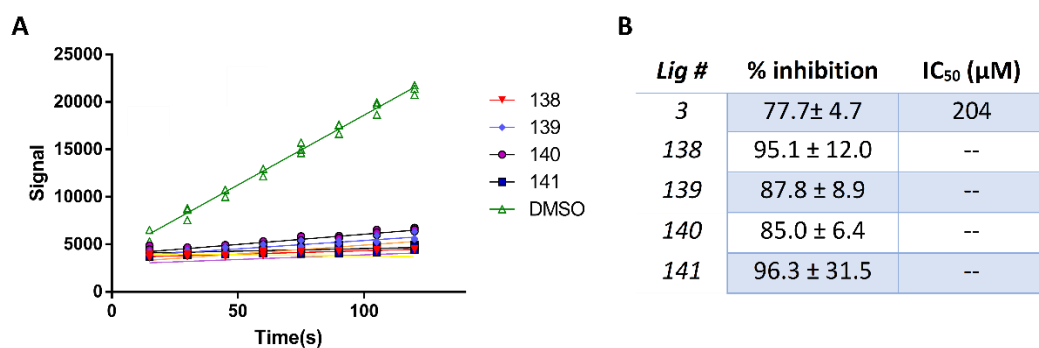 A
Signal
25000
20000
15000
10000
5000
0
0 50 100
Time(s)
138
139
140
141
DMSO
B
Lig # % inhibition IC₅₀ (μM)
3 77.7± 4.7 204
138 95.1 ± 12.0 --
139 87.8 ± 8.9 --
140 85.0 ± 6.4 --
141 96.3 ± 31.5 --